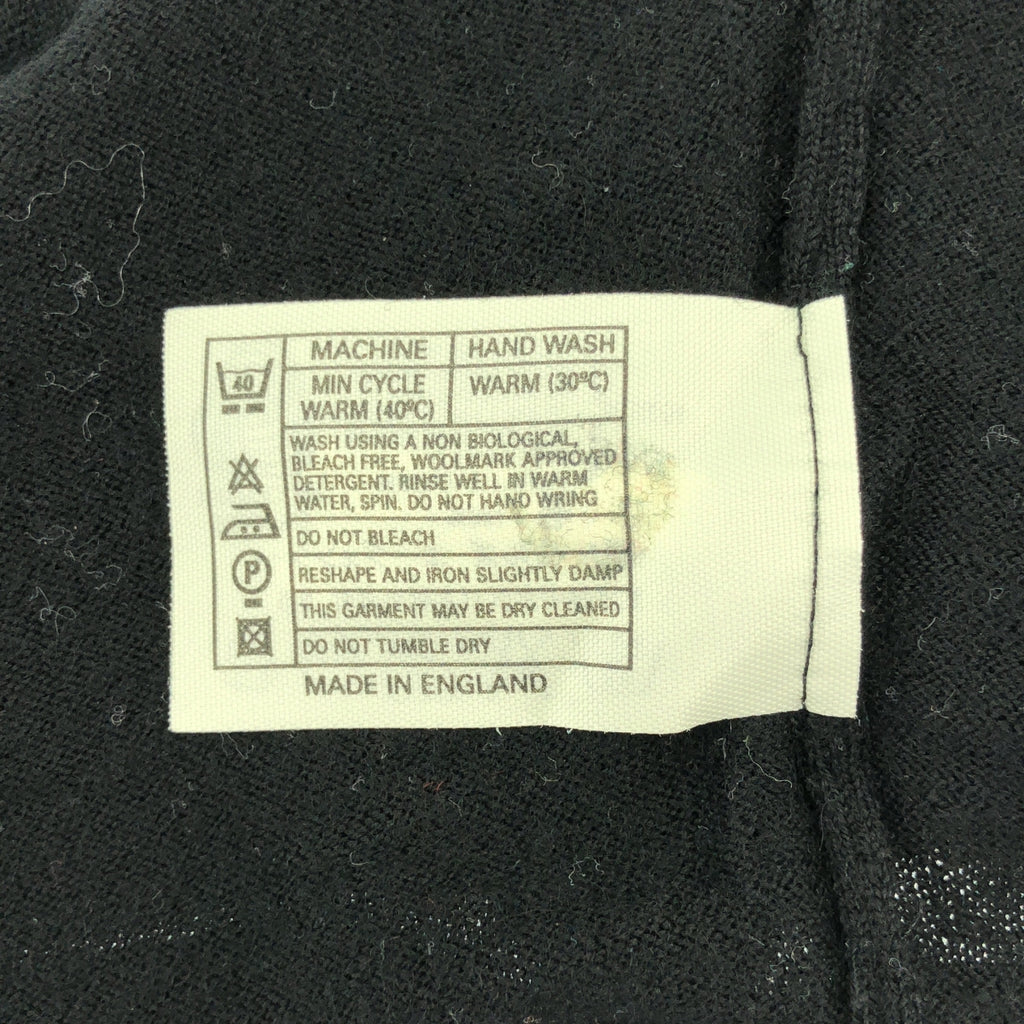 40
MACHINE
HAND WASH
MIN CYCLE
WARM (40ºC)
WARM (30ºC)
WASH USING A NON BIOLOGICAL,
BLEACH FREE, WOOLMARK APPROVED
DETERGENT. RINSE WELL IN WARM
WATER, SPIN. DO NOT HAND WRING
DO NOT BLEACH
RESHAPE AND IRON SLIGHTLY DAMP
P
THIS GARMENT MAY BE DRY CLEANED
DO NOT TUMBLE DRY
MADE IN ENGLAND